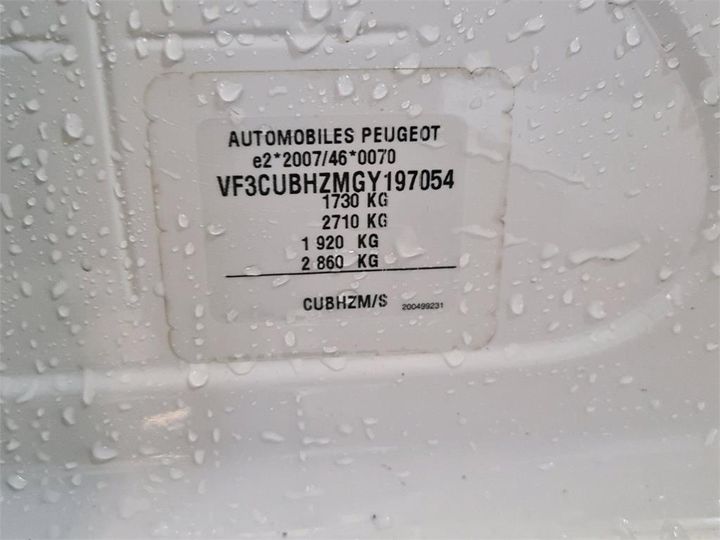 AUTOMOBILES PEUGEOT
e2*2007/46*0070
VF3CUBHZMGY197054
1730 KG
2710 KG
1 920 KG
2 860 KG
CUBHZM/S 200499231